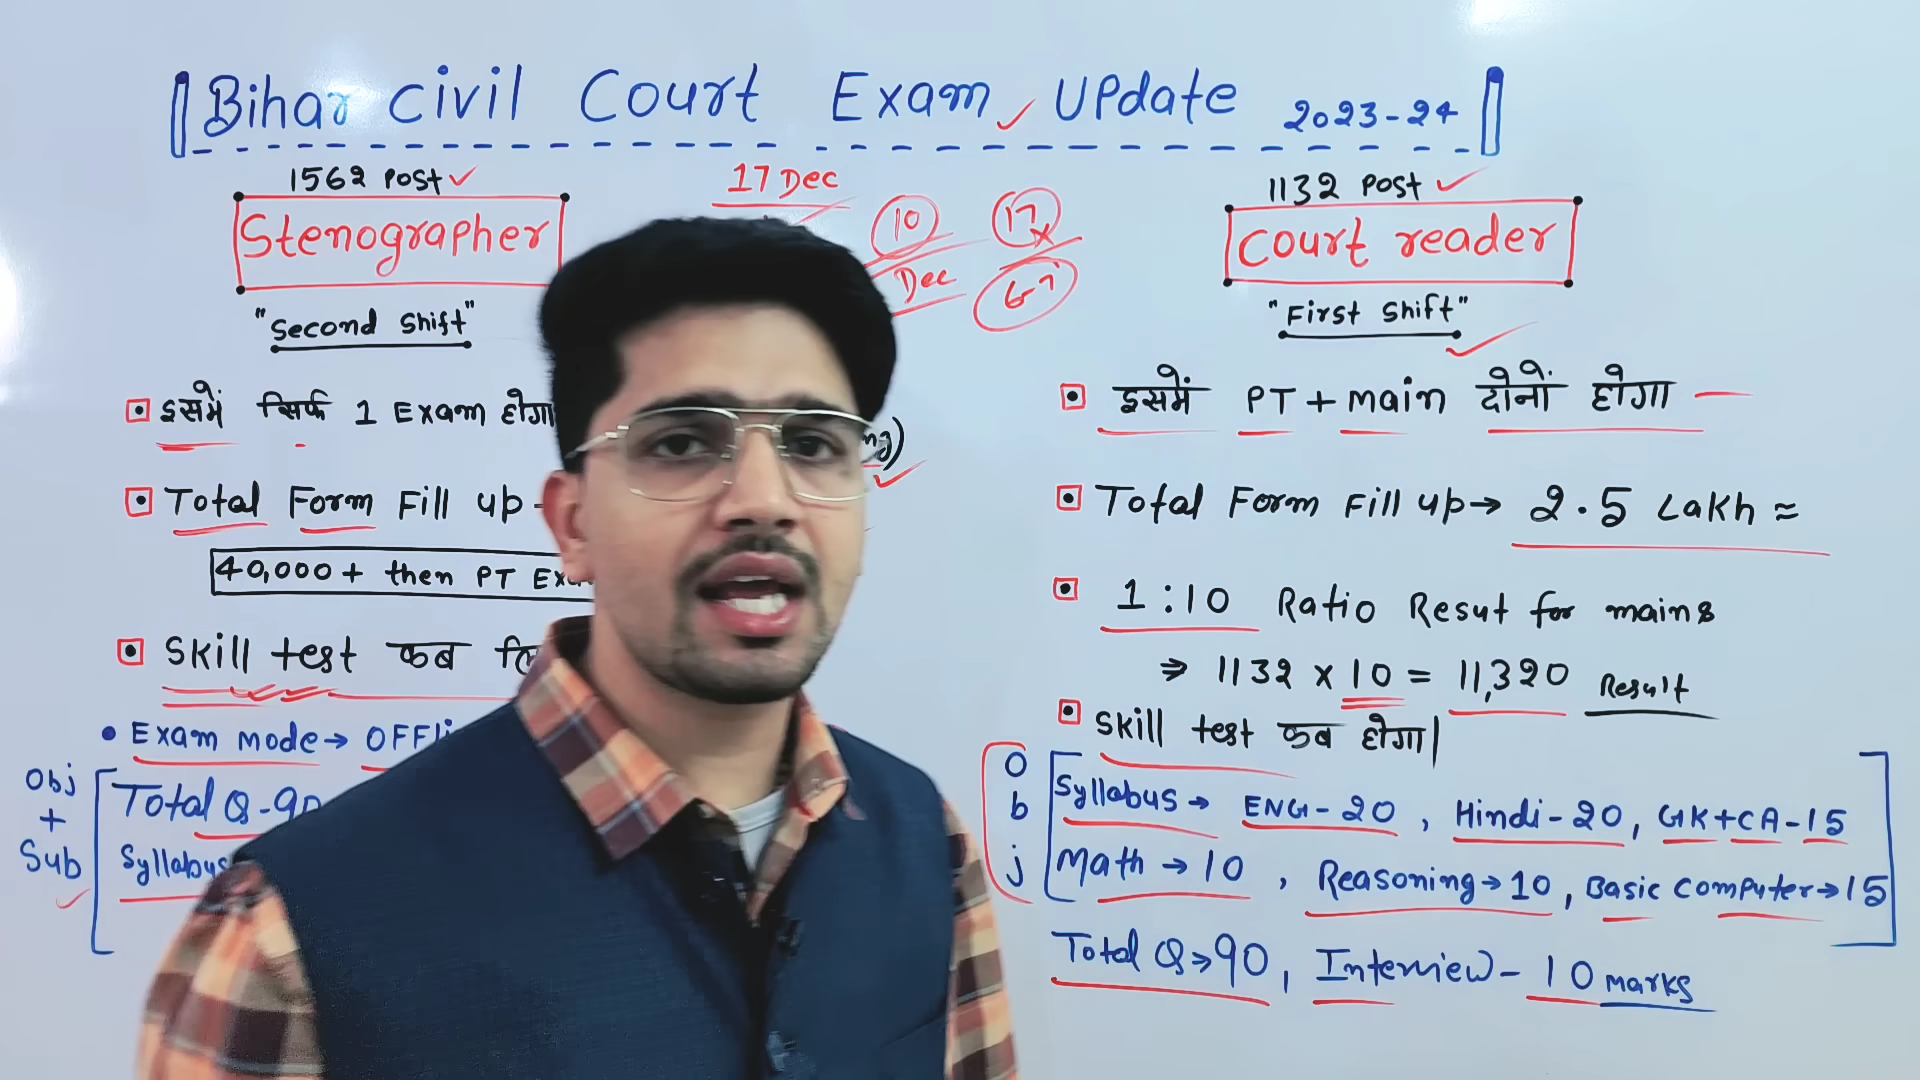 Bihar Civil Court Exam Update 2023-24
1562 Post
Stenographer
"Second Shift"
17 Dec
10
Dec
17
1132 Post
Court reader
"First Shift"
इसमें सिर्फ 1 Exam होगा
Total Form Fill up
40,000+ then PT
Skill test कब
Exam mode→
Obj
+
Sub
Total Q-90
Syllabus
इसमें PT + main दोनों होगा
Total Form Fill up→ 2.5 Lakh ≈
1:10 Ratio Resut for mains
⇒ 1132 x 10 = 11,320 Result
Skill test कब होगा|
Obj
Syllabus→ ENG-20, Hindi-20, GK+CA-15
Math→10, Reasoning→10, Basic Computer→15
Total Q→90, Interview-10 marks